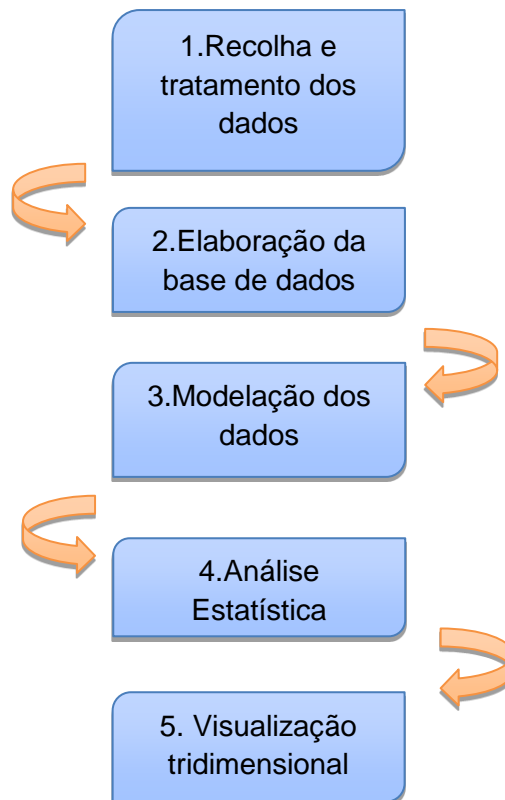 1.Recolha e
tratamento dos
dados
2.Elaboração da
base de dados
3.Modelação dos
dados
4.Análise
Estatística
5. Visualização
tridimensional